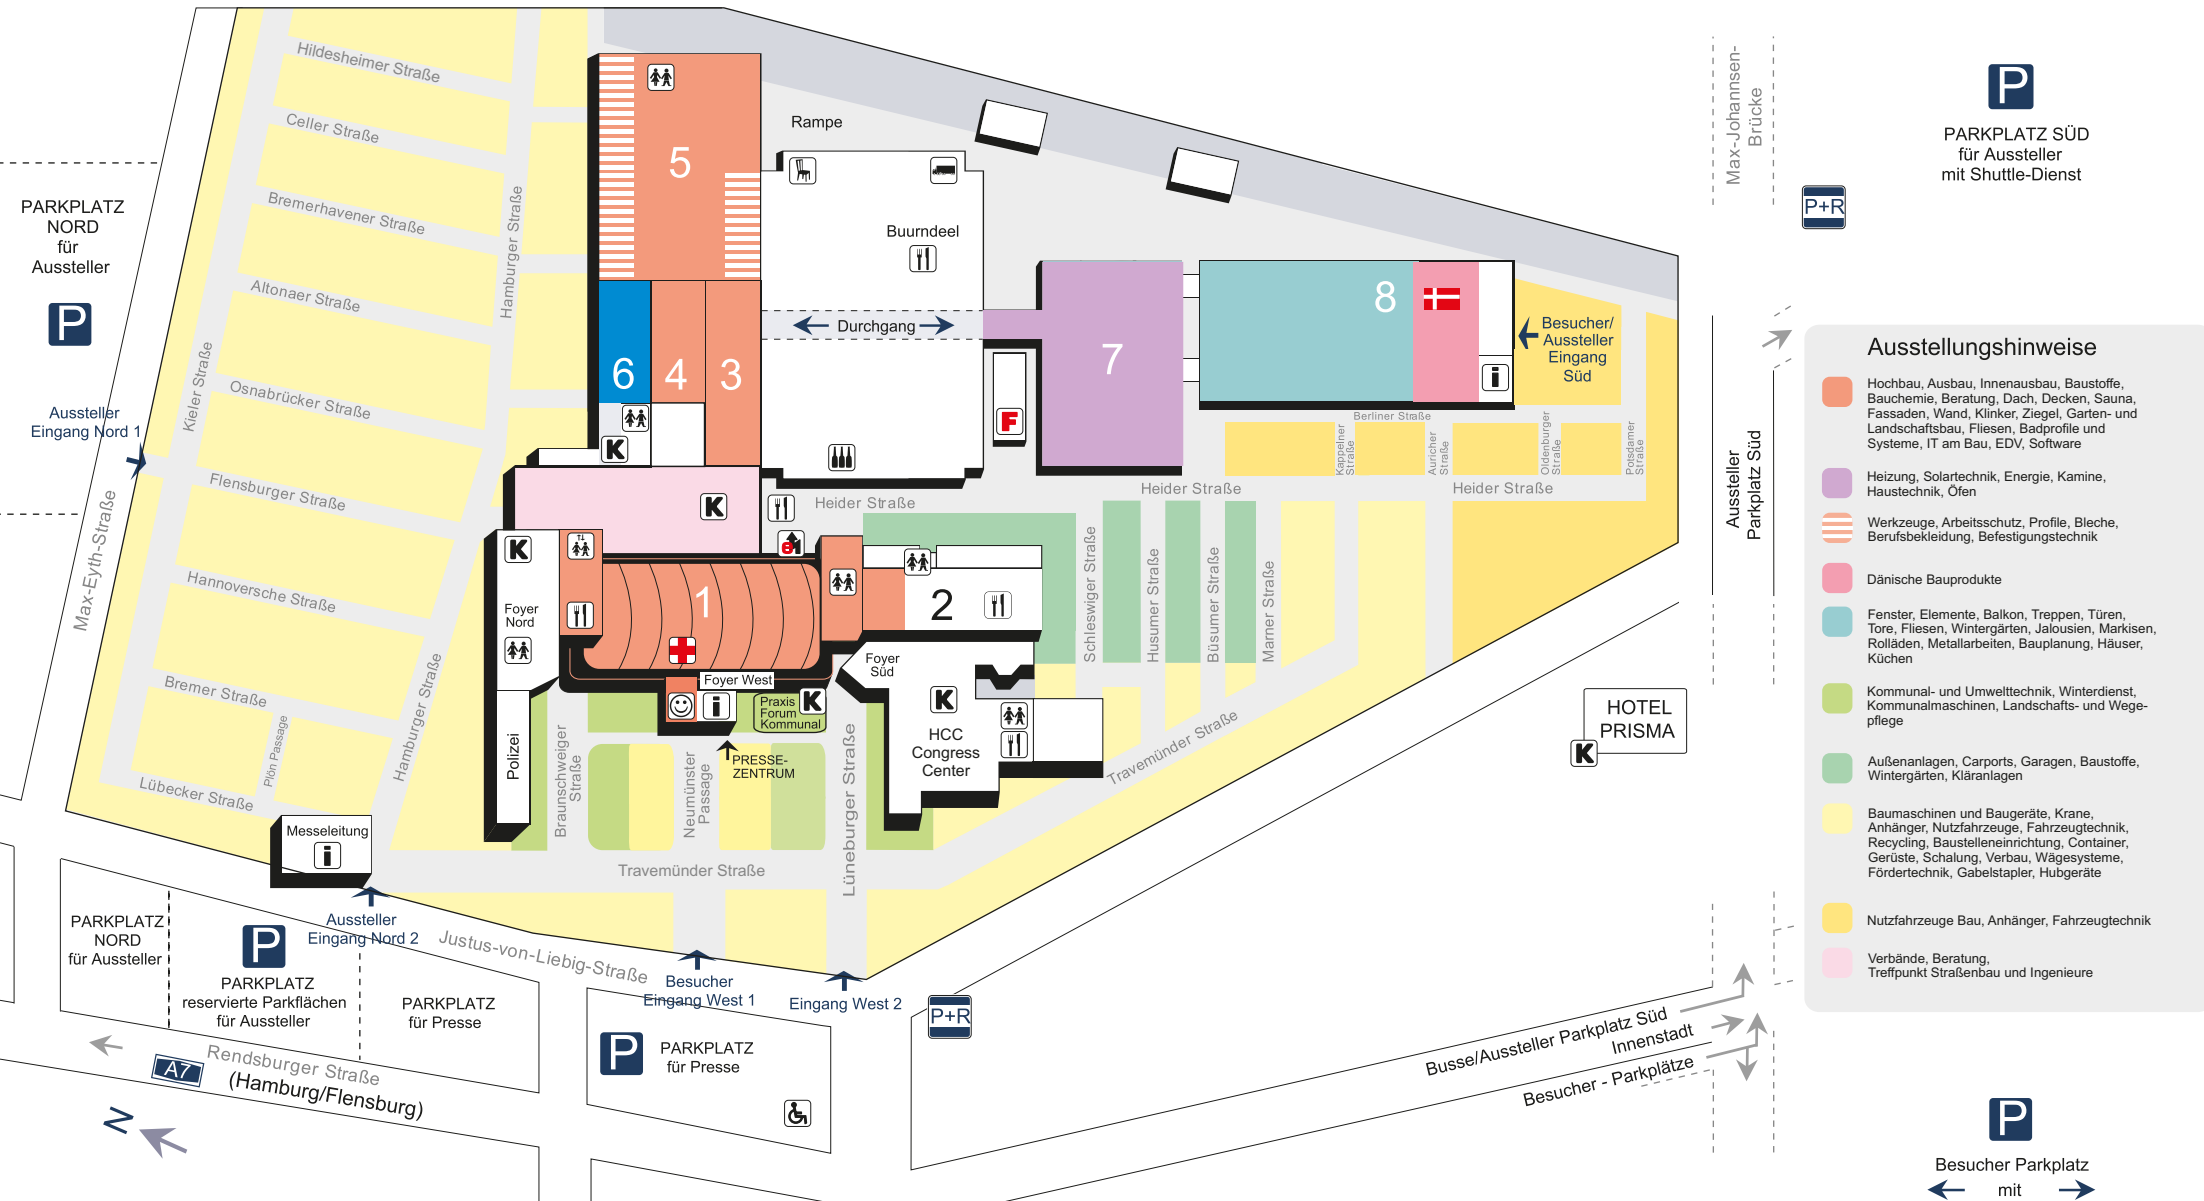 Hildesheimer Straße
Celler Straße
Bremerhavener Straße
Altonaer Straße
Osnabrücker Straße
Flensburger Straße
Hannoversche Straße
Bremer Straße
Plön Passage
Lübecker Straße
Kieler Straße
Hamburger Straße
Hamburger Straße
Max-Eyth-Straße
PARKPLATZ
NORD
für
Aussteller
P
Aussteller
Eingang Nord 1
5
6
4
3
K
K
K
Rampe
Buurndeel
Durchgang
F
7
8
i
Besucher/
Aussteller
Eingang
Süd
Berliner Straße
Kappelner
Straße
Auricher
Straße
Oldenburger
Straße
Potsdamer
Straße
Heider Straße
Heider Straße
Heider Straße
e1
Foyer
Nord
1
2
Foyer West
Foyer
Süd
i
Praxis
Forum
Kommunal
K
K
HCC
Congress
Center
Polizei
PRESSE-
ZENTRUM
Braunschweiger
Straße
Neumünster
Passage
Lüneburger Straße
Schleswiger Straße
Husumer Straße
Büsumer Straße
Marner Straße
Travemünder Straße
Travemünder Straße
Messeleitung
i
Aussteller
Eingang Nord 2
Justus-von-Liebig-Straße
Besucher
Eingang West 1
Eingang West 2
P+R
PARKPLATZ
NORD
für Aussteller
P
PARKPLATZ
reservierte Parkflächen
für Aussteller
PARKPLATZ
für Presse
P
PARKPLATZ
für Presse
Rendsburger Straße
A7
(Hamburg/Flensburg)
N
HOTEL
PRISMA
K
Busse/Aussteller Parkplatz Süd
Innenstadt
Besucher - Parkplätze
Max-Johannsen-
Brücke
P
PARKPLATZ SÜD
für Aussteller
mit Shuttle-Dienst
P+R
Aussteller
Parkplatz Süd
Ausstellungshinweise
Hochbau, Ausbau, Innenausbau, Baustoffe,
Bauchemie, Beratung, Dach, Decken, Sauna,
Fassaden, Wand, Klinker, Ziegel, Garten- und
Landschaftsbau, Fliesen, Badprofile und
Systeme, IT am Bau, EDV, Software
Heizung, Solartechnik, Energie, Kamine,
Haustechnik, Öfen
Werkzeuge, Arbeitsschutz, Profile, Bleche,
Berufsbekleidung, Befestigungstechnik
Dänische Bauprodukte
Fenster, Elemente, Balkon, Treppen, Türen,
Tore, Fliesen, Wintergärten, Jalousien, Markisen,
Rolläden, Metallarbeiten, Bauplanung, Häuser,
Küchen
Kommunal- und Umwelttechnik, Winterdienst,
Kommunalmaschinen, Landschafts- und Wege-
pflege
Außenanlagen, Carports, Garagen, Baustoffe,
Wintergärten, Kläranlagen
Baumaschinen und Baugeräte, Krane,
Anhänger, Nutzfahrzeuge, Fahrzeugtechnik,
Recycling, Baustelleneinrichtung, Container,
Gerüste, Schalung, Verbau, Wägesysteme,
Fördertechnik, Gabelstapler, Hubgeräte
Nutzfahrzeuge Bau, Anhänger, Fahrzeugtechnik
Verbände, Beratung,
Treffpunkt Straßenbau und Ingenieure
P
Besucher Parkplatz
mit